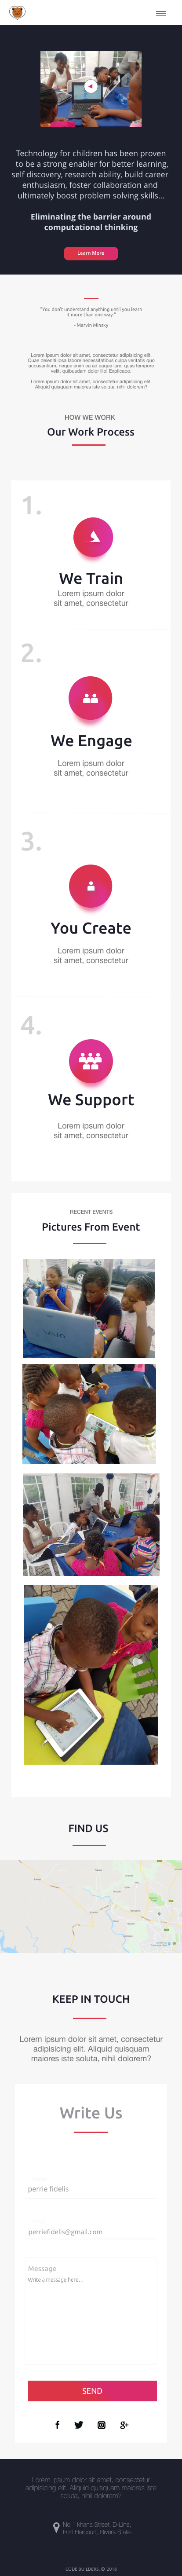 Technology for children has been proven
to be a strong enabler for better learning,
self discovery, research ability, build career
enthusiasm, foster collaboration and
ultimately boost problem solving skills...
Eliminating the barrier around
computational thinking
Learn More
"You don't understand anything until you learn
it more than one way."
- Marvin Minsky
Lorem ipsum dolor sit amet, consectetur adipisicing elit.
Quae deleniti ipsa labore necessitatibus culpa veritatis quo
accusantium, neque enim ea ad eaque iure, quas tempore
velit, quibusdam dolor illo! Explicabo.
Lorem ipsum dolor sit amet, consectetur adipisicing elit.
Aliquid quisquam maiores iste soluta, nihil dolorem?
HOW WE WORK
Our Work Process
1.
We Train
Lorem ipsum dolor
sit amet, consectetur
2.
We Engage
Lorem ipsum dolor
sit amet, consectetur
3.
You Create
Lorem ipsum dolor
sit amet, consectetur
4.
We Support
Lorem ipsum dolor
sit amet, consectetur
RECENT EVENTS
Pictures From Event
VAIO
FIND US
KEEP IN TOUCH
Lorem ipsum dolor sit amet, consectetur
adipisicing elit. Aliquid quisquam
maiores iste soluta, nihil dolorem?
Write Us
perrie fidelis
perriefidelis@gmail.com
Message
Write a message here...
SEND
Lorem ipsum dolor sit amet, consectetur
adipisicing elit. Aliquid quisquam maiores iste
soluta, nihil dolorem?
No 1 khana Street, D-Line,
Port Harcourt, Rivers State.
CODE BUILDERS. © 2018